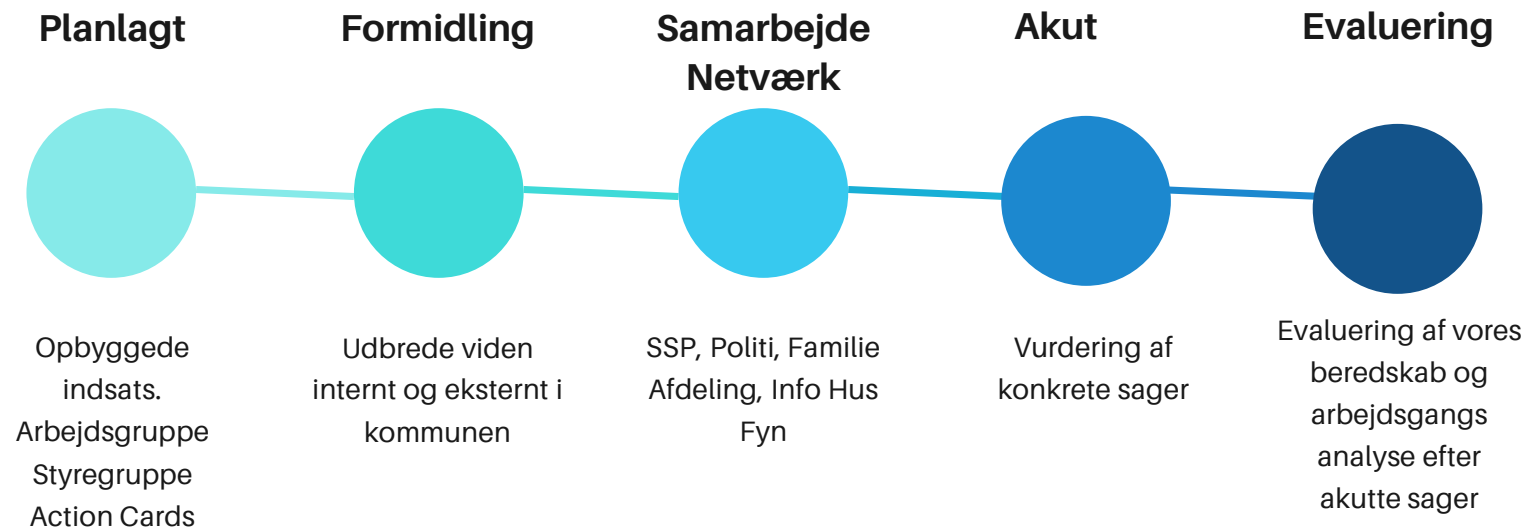 Planlagt
Opbyggede
indsats.
Arbejdsgruppe
Styregruppe
Action Cards
Formidling
Udbrede viden
internt og eksternt i
kommunen
Samarbejde
Netværk
SSP, Politi, Familie
Afdeling, Info Hus
Fyn
Akut
Vurdering af
konkrete sager
Evaluering
Evaluering af vores
beredskab og
arbejdsgangs
analyse efter
akutte sager